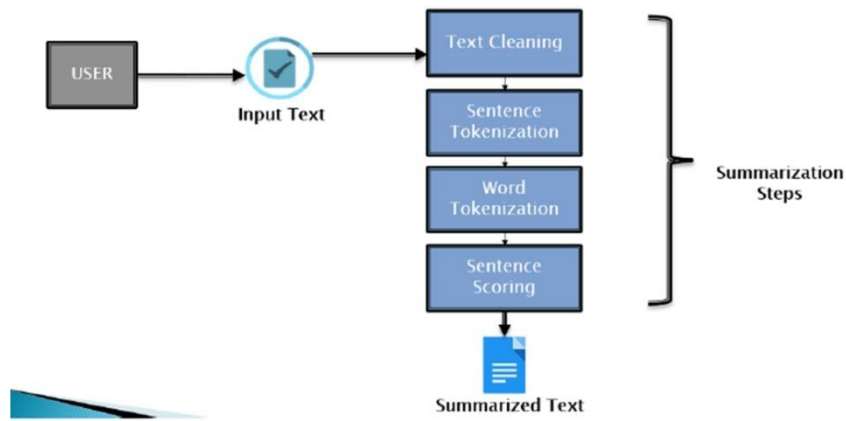 USER
Input Text
Text Cleaning
Sentence
Tokenization
Word
Tokenization
Sentence
Scoring
Summarized Text
Summarization
Steps